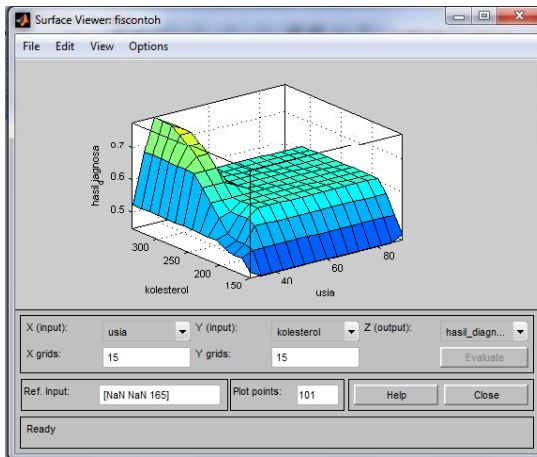 Surface Viewer: fiscontoh
File Edit View Options
0.7
0.6
0.5
hasil_diagnosa
300
250
200
150
kolesterol
40
60
80
usia
X (input): usia Y (input): kolesterol Z (output): hasil_diagn...
X grids: 15 Y grids: 15 Evaluate
Ref. Input: [NaN NaN 165] Plot points: 101 Help Close
Ready